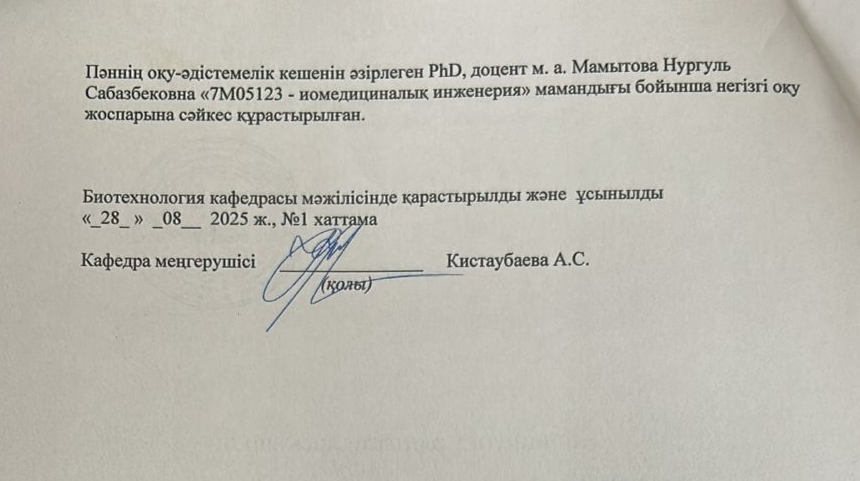 Пәннің оқу-әдістемелік кешенін әзірлеген PhD, доцент м. а. Мамытова Нургуль
Сабазбековна «7М05123 - иомедициналық инженерия» мамандығы бойынша негізгі оқу
жоспарына сәйкес құрастырылған.
Биотехнология кафедрасы мәжілісінде қарастырылды және ұсынылды
«_28_ » _08__ 2025 ж., №1 хаттама
Кафедра меңгерушісі ________________ Кистаубаева А.С.
(қолы)